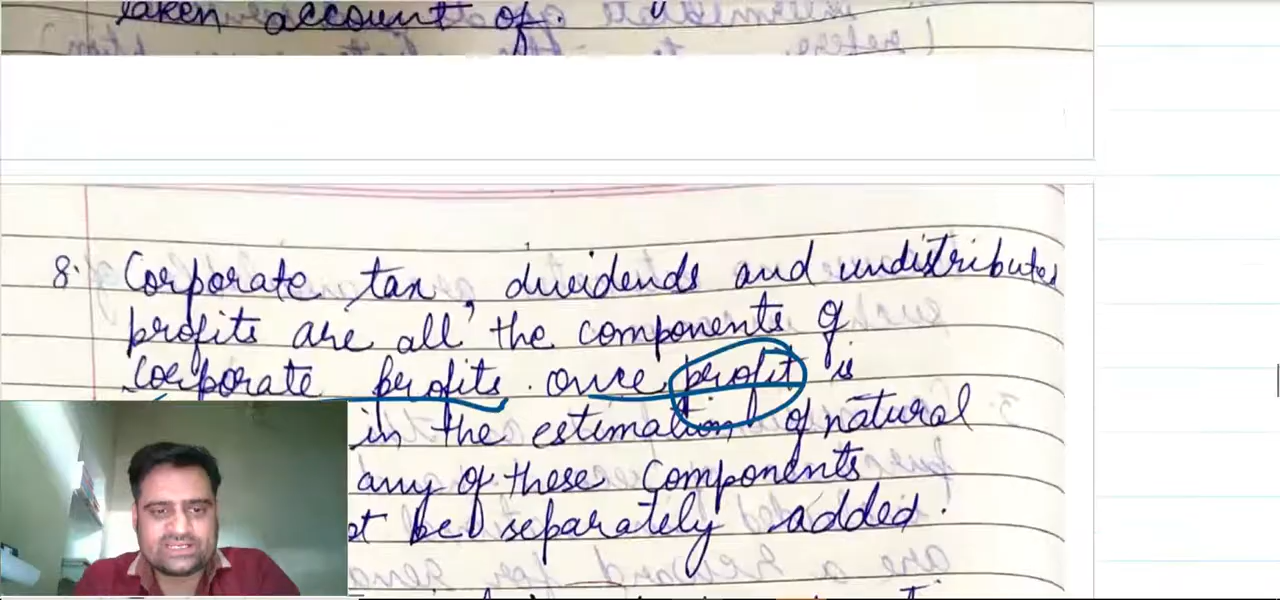 taken account of.
8. Corporate tax, dividends and undistributes
profits are all the components of
corporate profits. once profit is
in the estimation of natural
any of these components
be separately added.